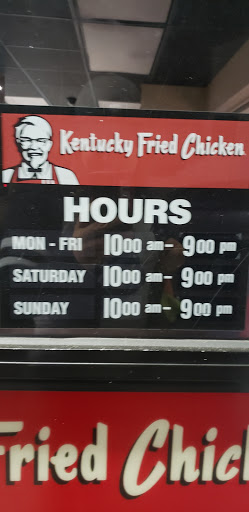 Kentucky Fried Chicken
HOURS
MON - FRI 10 00 am - 9 00 pm
SATURDAY 10 00 am - 9 00 pm
SUNDAY 10 00 am - 9 00 pm
Fried Chic